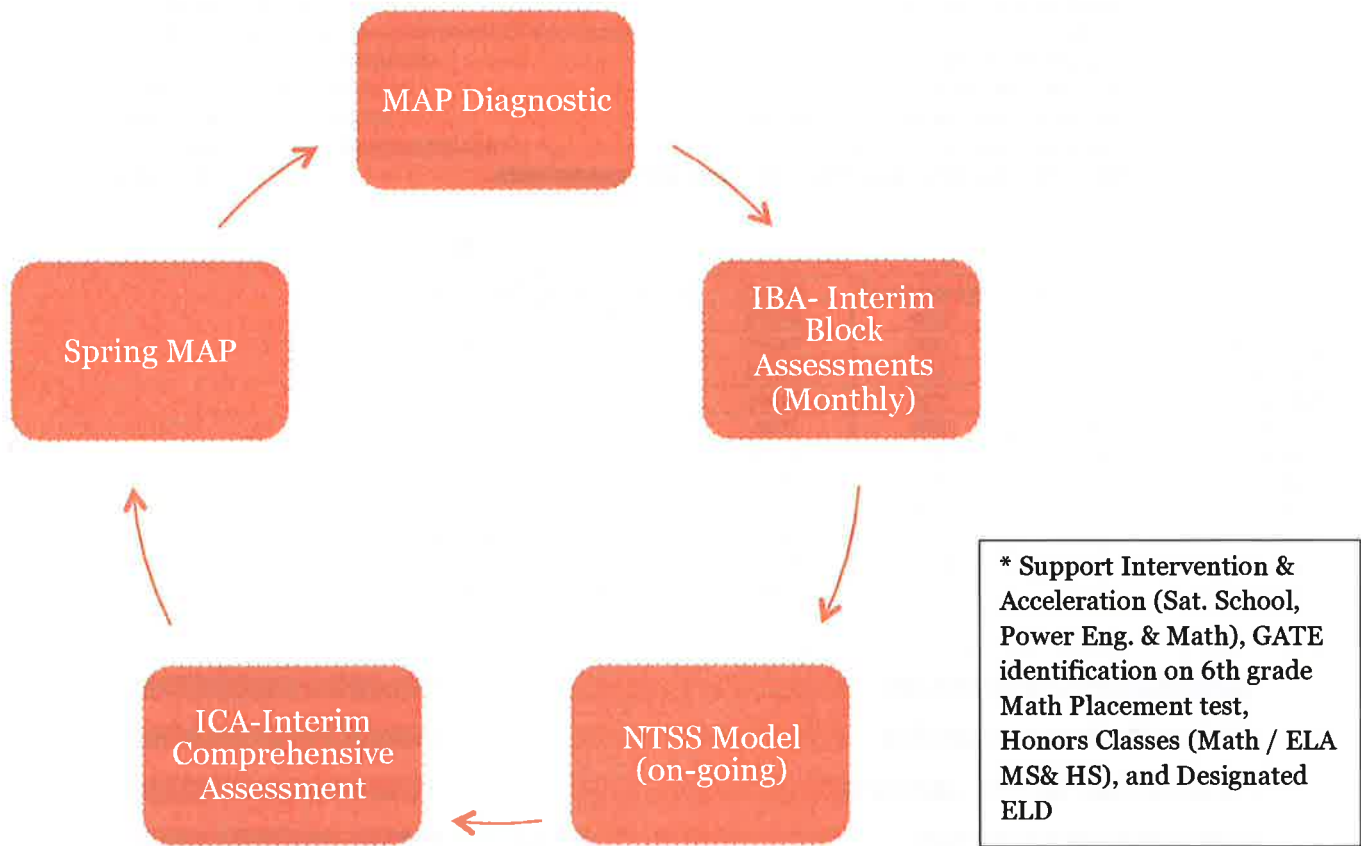 MAP Diagnostic
IBA- Interim
Block
Assessments
(Monthly)
NTSS Model
(on-going)
ICA-Interim
Comprehensive
Assessment
Spring MAP
* Support Intervention &
Acceleration (Sat. School,
Power Eng. & Math), GATE
identification on 6th grade
Math Placement test,
Honors Classes (Math / ELA
MS& HS), and Designated
ELD